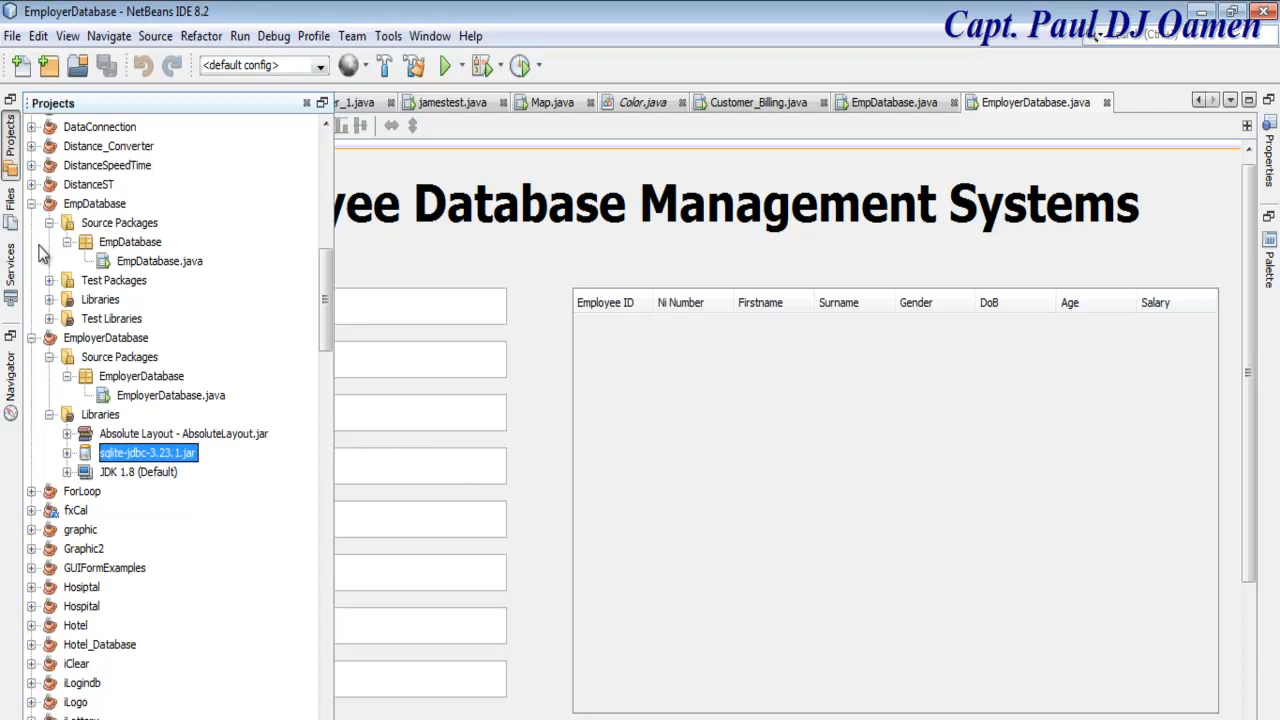 EmployerDatabase - NetBeans IDE 8.2
Capt. Paul DJ Oamen
File Edit View Navigate Source Refactor Run Debug Profile Team Tools Window Help
<default config>
Projects
r_1.java jamestest.java Map.java Color.java Customer_Billing.java EmpDatabase.java EmployerDatabase.java
Projects
Files
Services
Navigator
Properties
Palette
DataConnection
Distance_Converter
DistanceSpeedTime
DistanceST
EmpDatabase
Source Packages
EmpDatabase
EmpDatabase.java
Test Packages
Libraries
Test Libraries
EmployerDatabase
Source Packages
EmployerDatabase
EmployerDatabase.java
Libraries
Absolute Layout - AbsoluteLayout.jar
sqlite-jdbc-3.23.1.jar
JDK 1.8 (Default)
ForLoop
fxCal
graphic
Graphic2
GUIFormExamples
Hosiptal
Hospital
Hotel
Hotel_Database
iClear
iLogindb
iLogo
yee Database Management Systems
Employee ID Ni Number Firstname Surname Gender DoB Age Salary